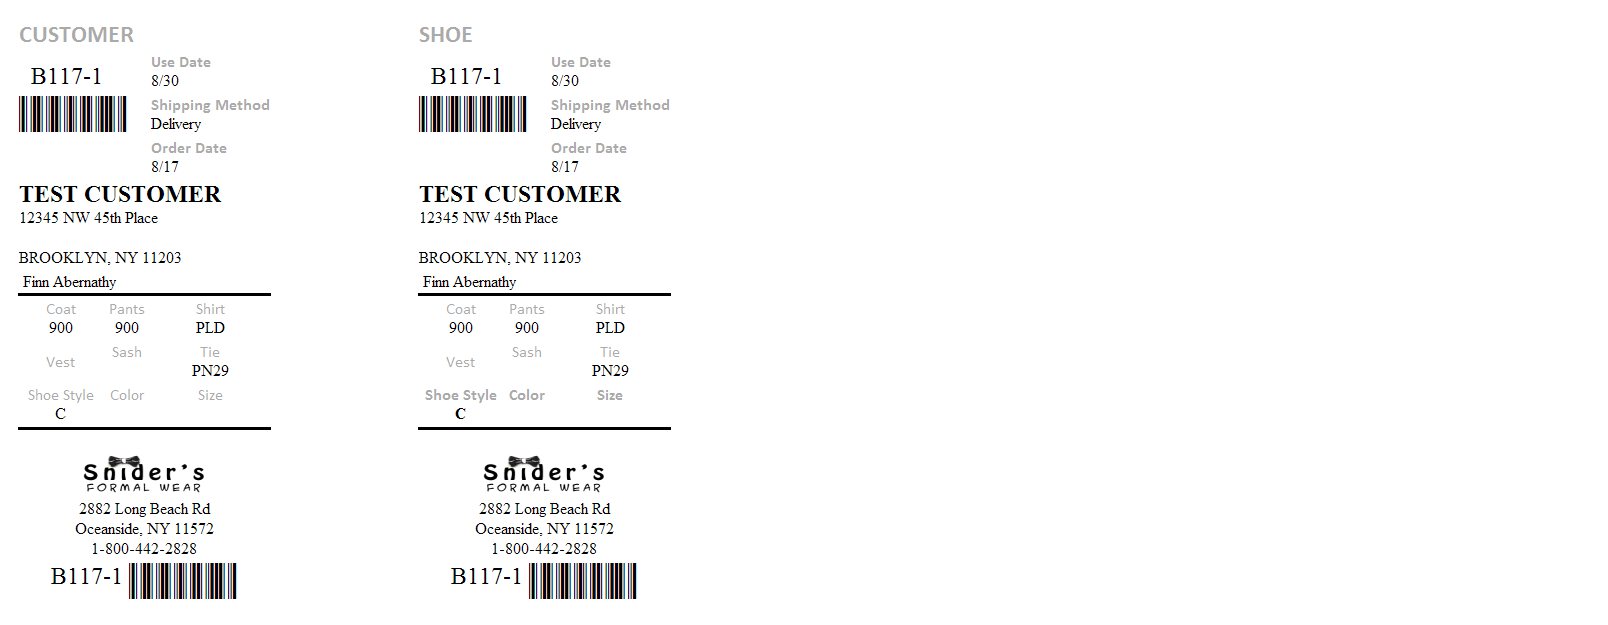 CUSTOMER
B117-1
Use Date
8/30
Shipping Method
Delivery
Order Date
8/17
TEST CUSTOMER
12345 NW 45th Place
BROOKLYN, NY 11203
Finn Abernathy
Coat Pants Shirt
900 900 PLD
Vest Sash Tie
PN29
Shoe Style Color Size
C
Snider's
FORMAL WEAR
2882 Long Beach Rd
Oceanside, NY 11572
1-800-442-2828
B117-1
SHOE
B117-1
Use Date
8/30
Shipping Method
Delivery
Order Date
8/17
TEST CUSTOMER
12345 NW 45th Place
BROOKLYN, NY 11203
Finn Abernathy
Coat Pants Shirt
900 900 PLD
Vest Sash Tie
PN29
Shoe Style Color Size
C
Snider's
FORMAL WEAR
2882 Long Beach Rd
Oceanside, NY 11572
1-800-442-2828
B117-1